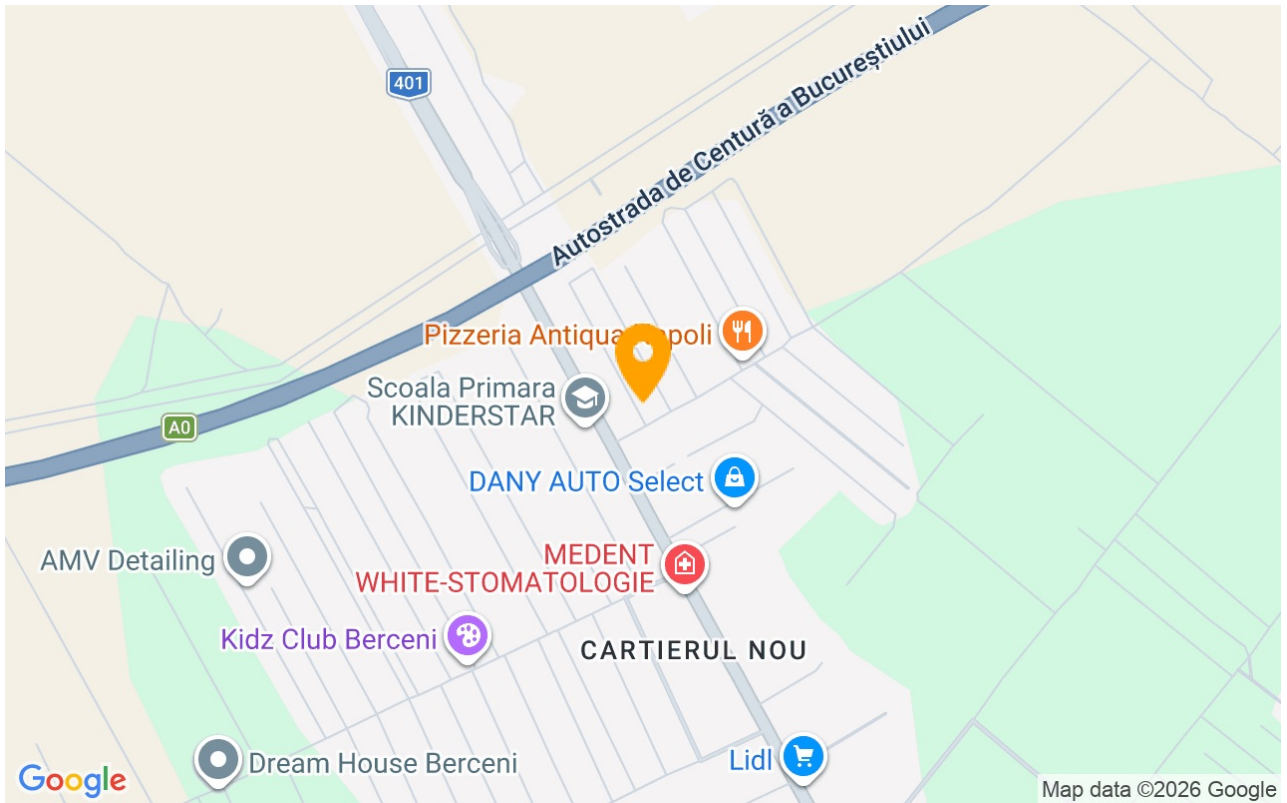 401
Autostrada de Centură a Bucureștiului
Pizzeria Antiqua
Scoala Primara
KINDERSTAR
A0
DANY AUTO Select
MEDENT
WHITE-STOMATOLOGIE
AMV Detailing
Kidz Club Berceni
CARTIERUL NOU
Dream House Berceni
Lidl
Google
Map data ©2026 Google